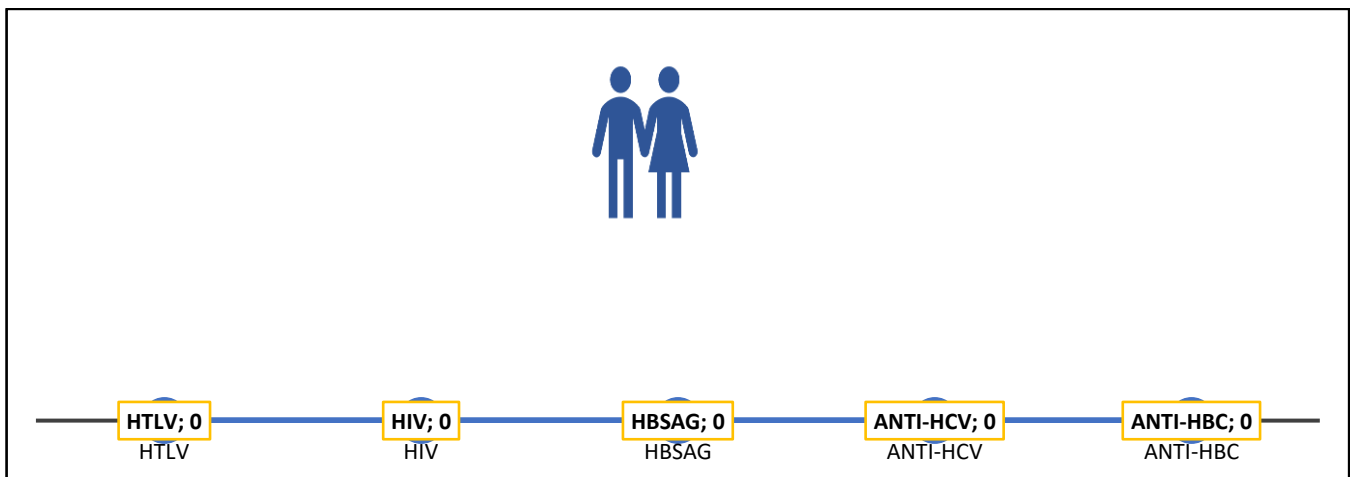 HTLV; 0 HIV; 0 HBSAG; 0 ANTI-HCV; 0 ANTI-HBC; 0
HTLV HIV HBSAG ANTI-HCV ANTI-HBC